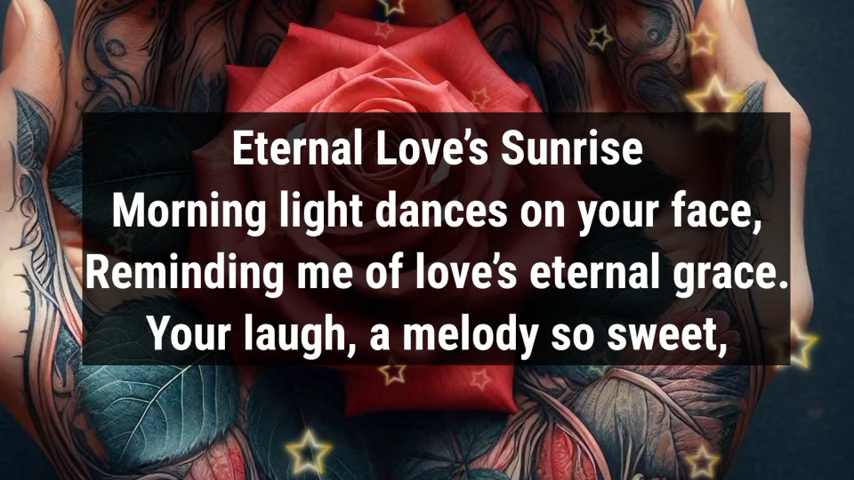 Eternal Love’s Sunrise
Morning light dances on your face,
Reminding me of love’s eternal grace.
Your laugh, a melody so sweet,